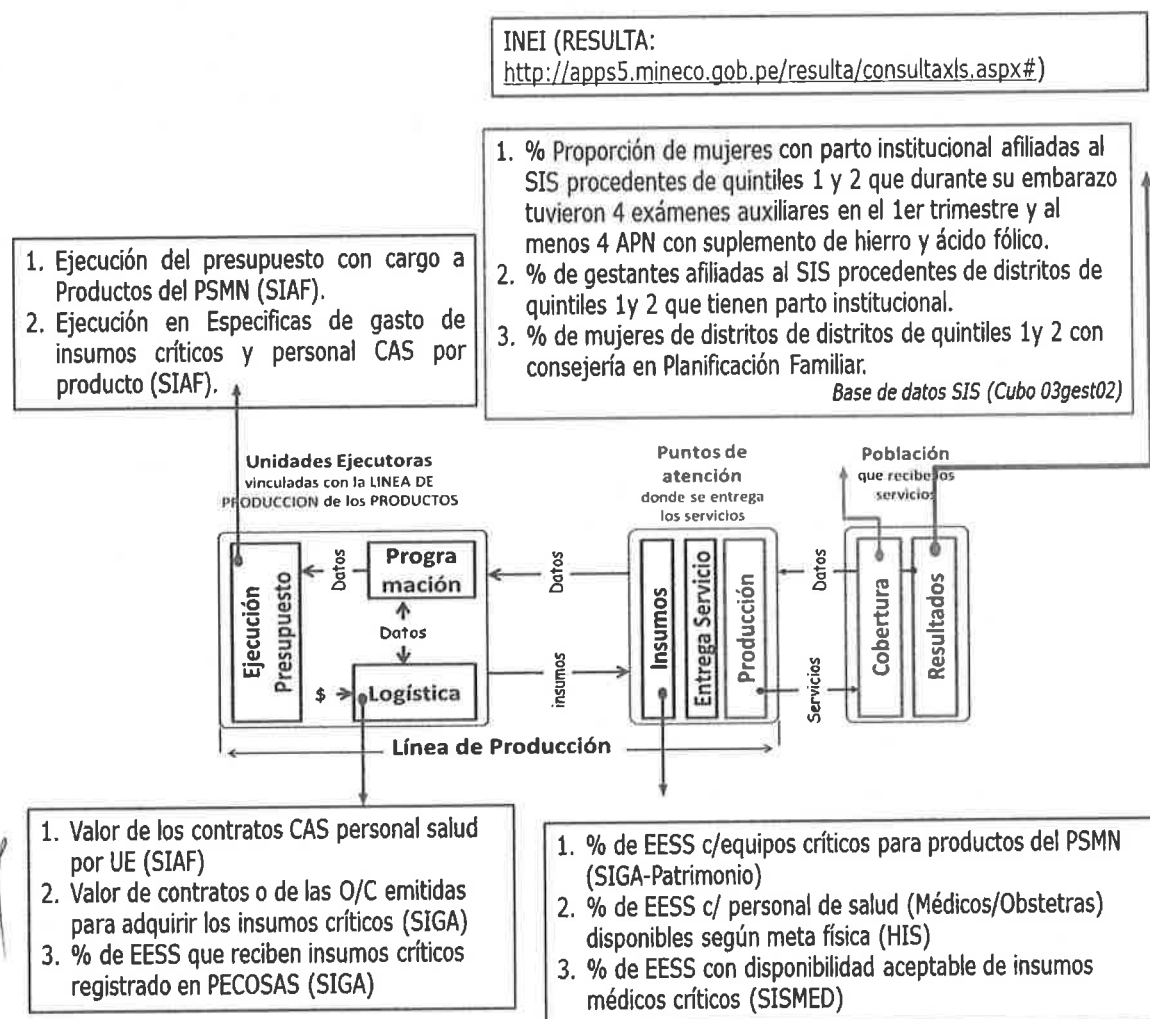 INEI (RESULTA:
http://apps5.mineco.gob.pe/resulta/consultaxls.aspx#)
1. % Proporción de mujeres con parto institucional afiliadas al
SIS procedentes de quintiles 1 y 2 que durante su embarazo
tuvieron 4 exámenes auxiliares en el 1er trimestre y al
menos 4 APN con suplemento de hierro y ácido fólico.
2. % de gestantes afiliadas al SIS procedentes de distritos de
quintiles 1y 2 que tienen parto institucional.
3. % de mujeres de distritos de distritos de quintiles 1y 2 con
consejería en Planificación Familiar.
Base de datos SIS (Cubo 03gest02)
1. Ejecución del presupuesto con cargo a
Productos del PSMN (SIAF).
2. Ejecución en Especificas de gasto de
insumos críticos y personal CAS por
producto (SIAF).
Unidades Ejecutoras
vinculadas con la LINEA DE
PRODUCCION de los PRODUCTOS
Puntos de
atención
donde se entrega
los servicios
Población
que recibe los
servicios
Ejecución
Presupuesto
Datos
Progra
mación
Datos
$
Logística
Datos
insumos
Insumos
Entrega Servicio
Producción
Datos
Servicios
Cobertura
Resultados
Línea de Producción
1. Valor de los contratos CAS personal salud
por UE (SIAF)
2. Valor de contratos o de las O/C emitidas
para adquirir los insumos críticos (SIGA)
3. % de EESS que reciben insumos críticos
registrado en PECOSAS (SIGA)
1. % de EESS c/equipos críticos para productos del PSMN
(SIGA-Patrimonio)
2. % de EESS c/ personal de salud (Médicos/Obstetras)
disponibles según meta física (HIS)
3. % de EESS con disponibilidad aceptable de insumos
médicos críticos (SISMED)